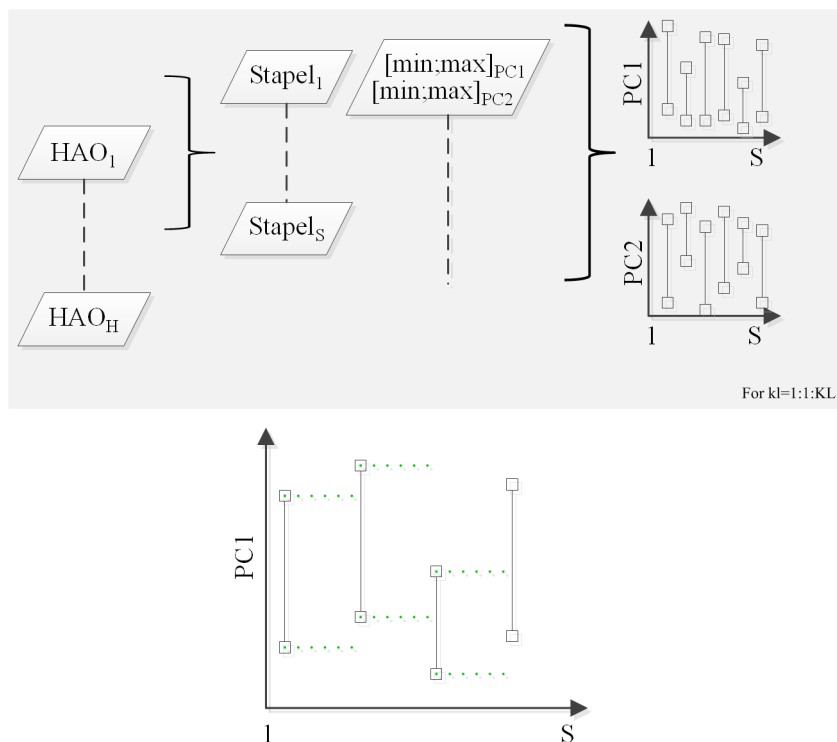 HAO1
HAOH
Stapel1
StapelS
[min;max]PC1
[min;max]PC2
PC1
1 S
PC2
1 S
For kl=1:1:KL
PC1
1 S